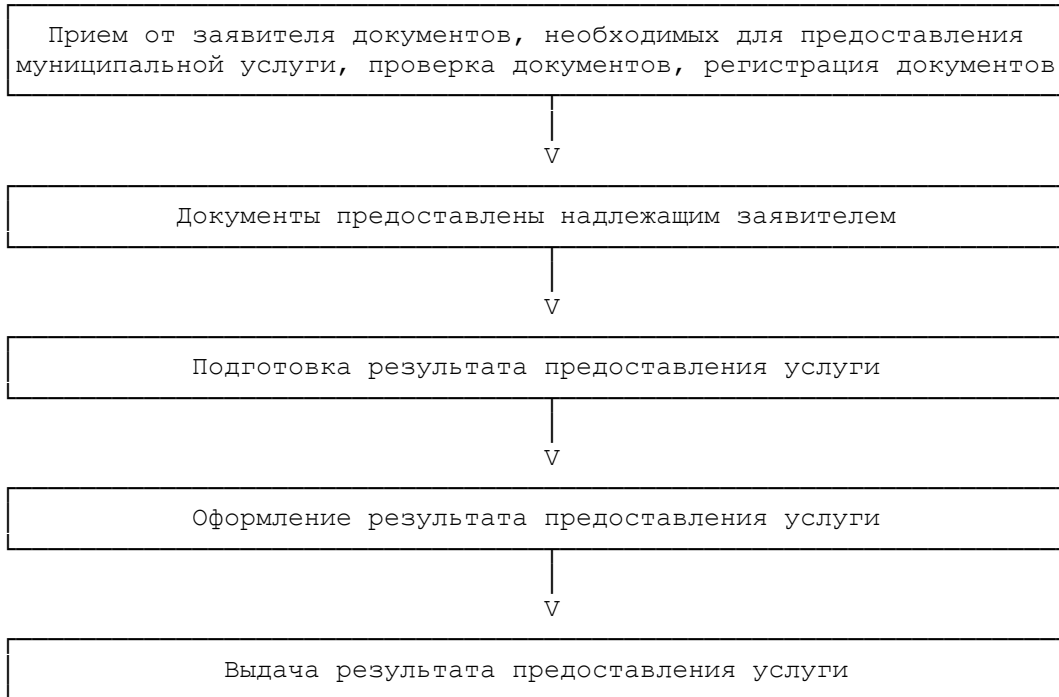 Прием от заявителя документов, необходимых для предоставления
муниципальной услуги, проверка документов, регистрация документов
V
Документы предоставлены надлежащим заявителем
V
Подготовка результата предоставления услуги
V
Оформление результата предоставления услуги
V
Выдача результата предоставления услуги